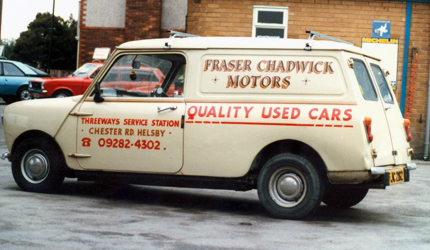 FRASER CHADWICK
MOTORS
QUALITY USED CARS
THREEWAYS SERVICE STATION
CHESTER RD HELSBY
☎ 09282-4302.